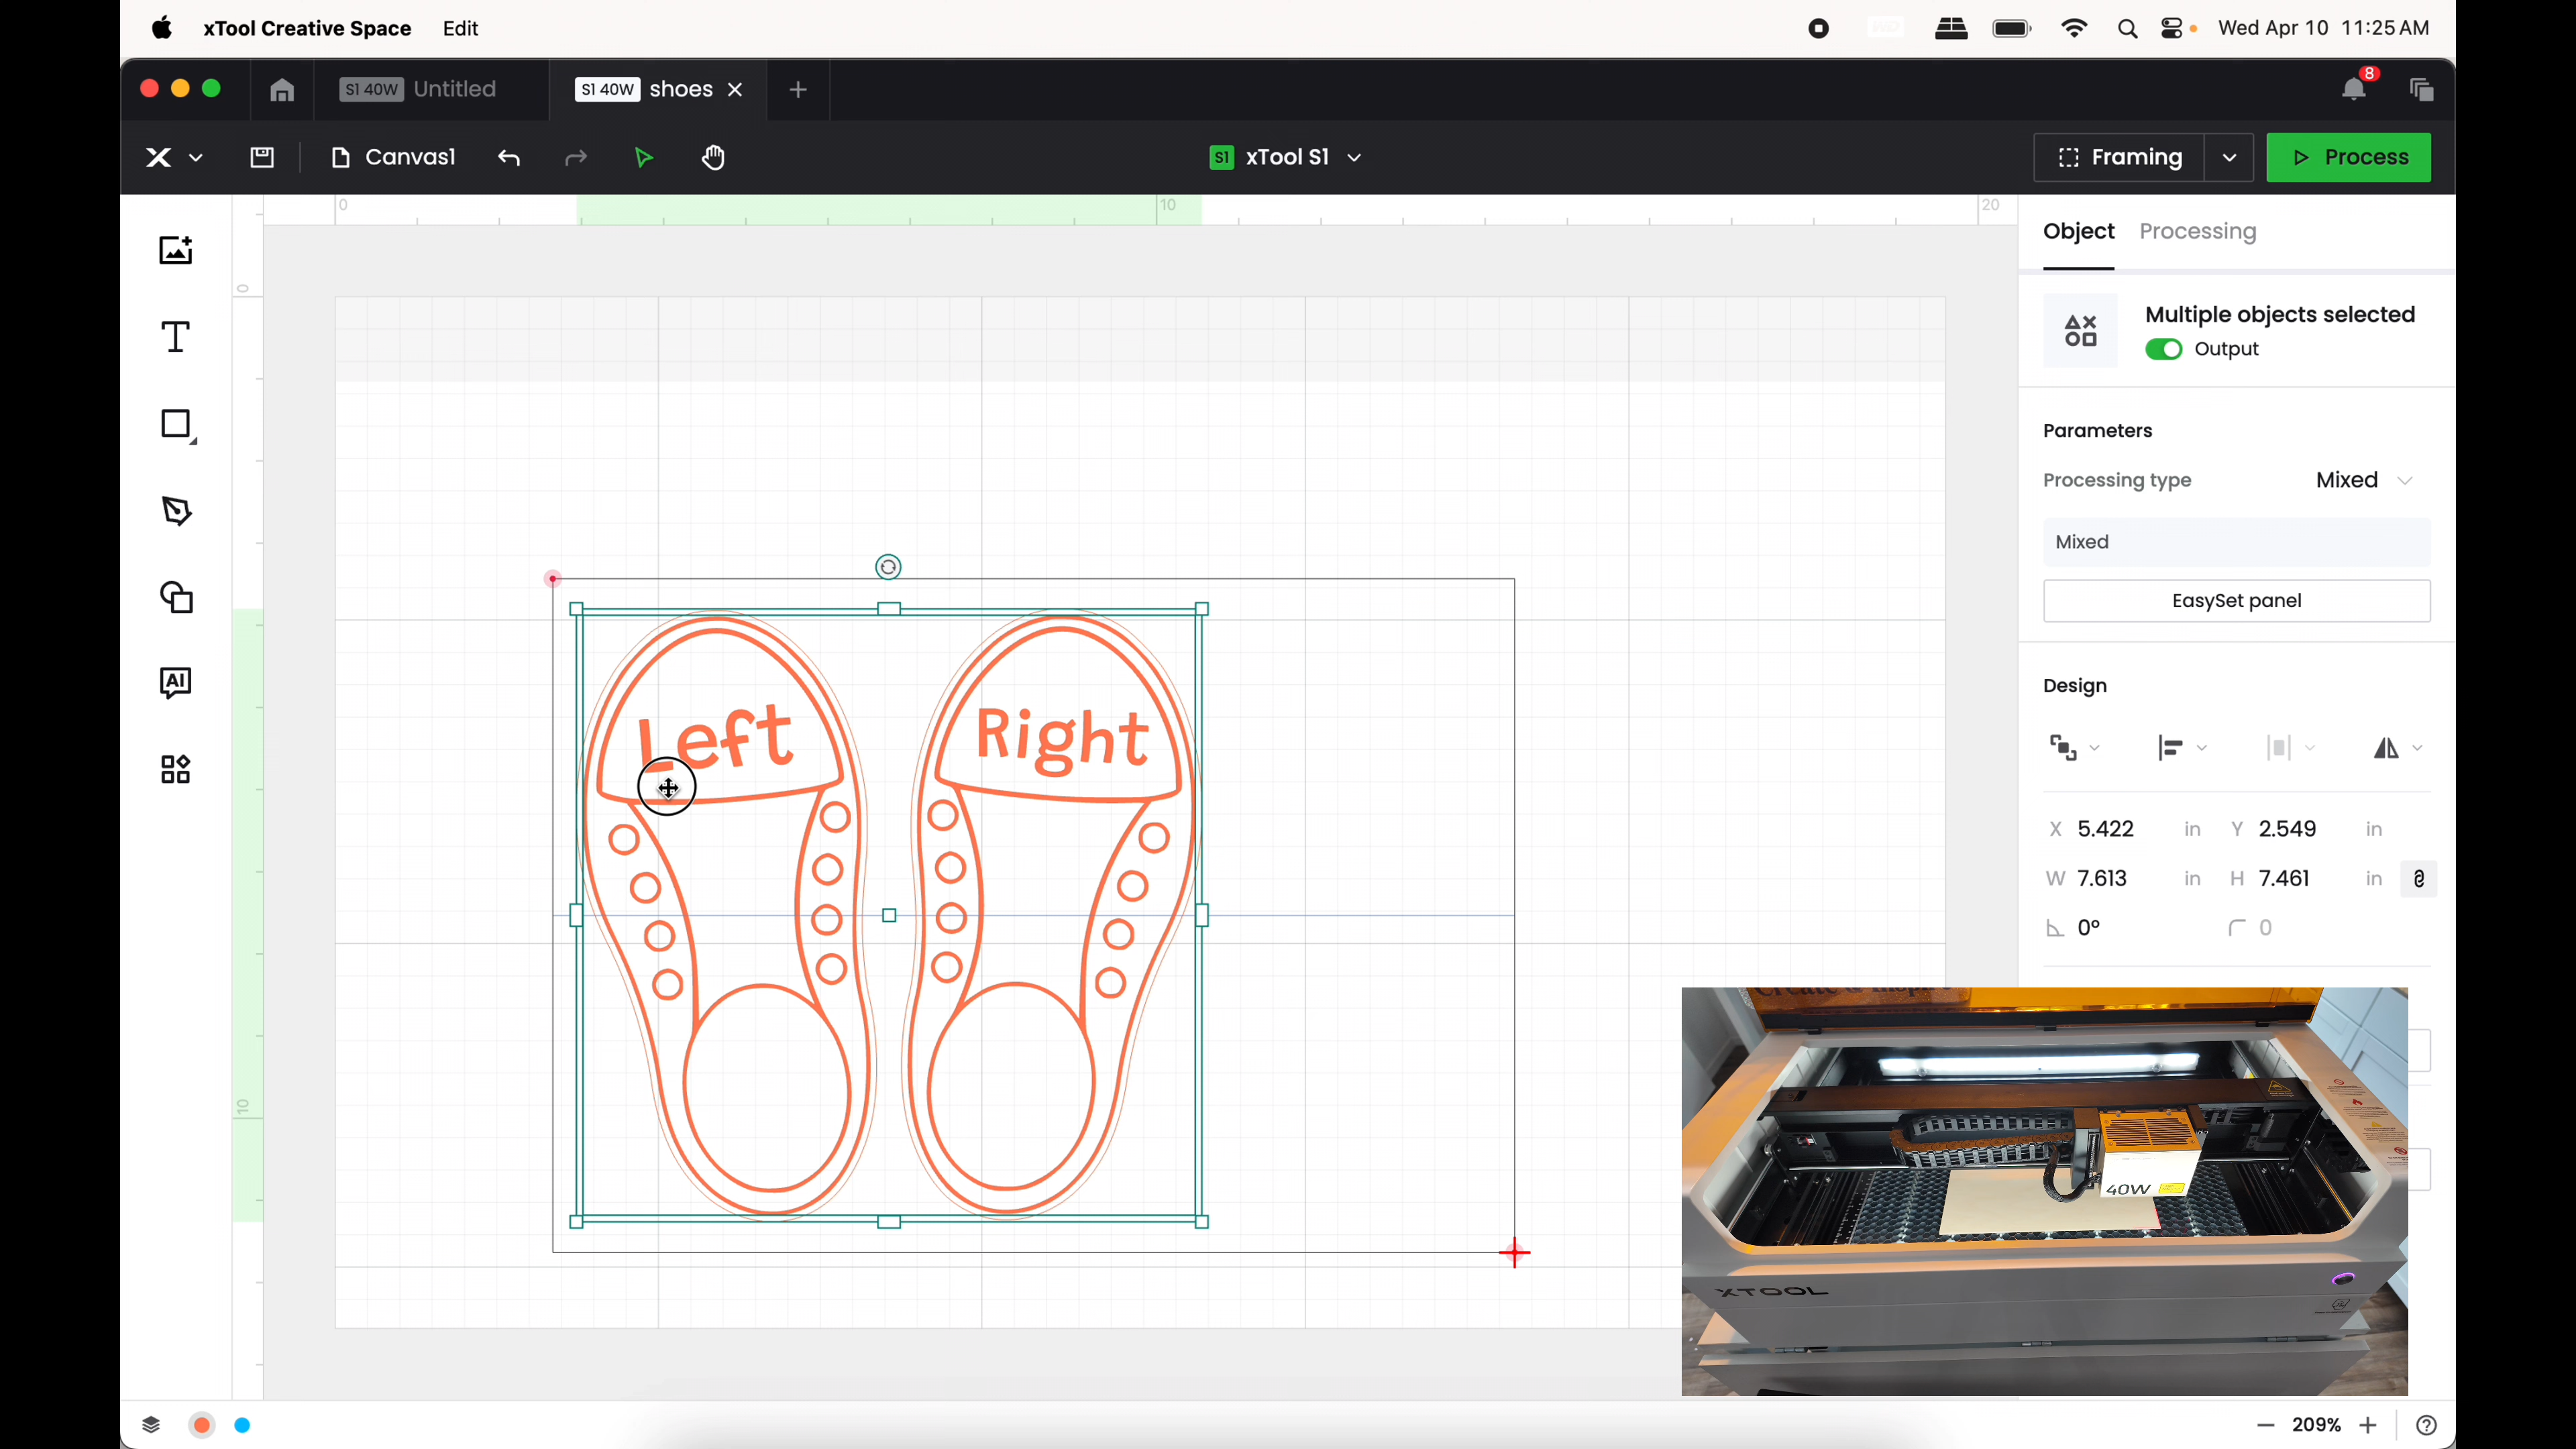 xTool Creative Space Edit Wed Apr 10 11:25 AM
S1 40W Untitled S1 40W shoes 8
Canvas1 S1 xTool S1 Framing Process
0 10 20
Object Processing
0
Multiple objects selected
Output
Parameters
Processing type Mixed
Mixed
EasySet panel
Left Right
AI
Design
X 5.422 in Y 2.549 in
W 7.613 in H 7.461 in
0° 0
10
40W
XTOOL
209%